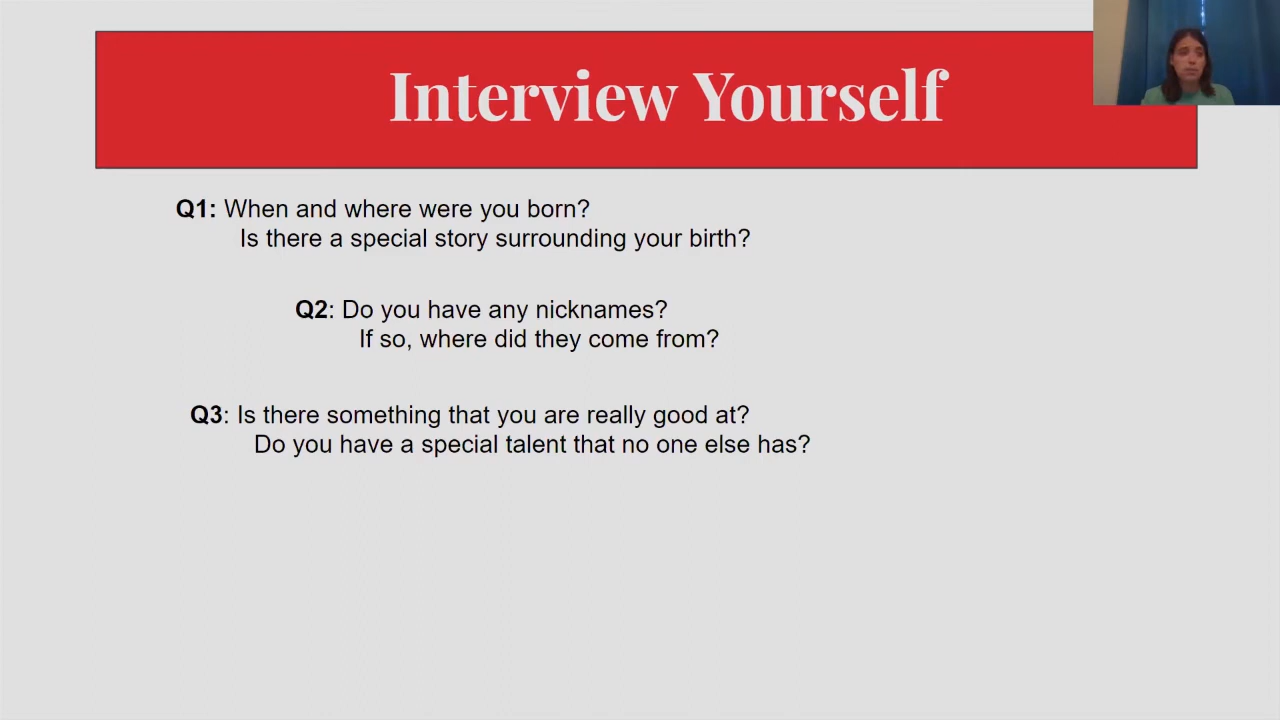 Interview Yourself
Q1: When and where were you born?
Is there a special story surrounding your birth?
Q2: Do you have any nicknames?
If so, where did they come from?
Q3: Is there something that you are really good at?
Do you have a special talent that no one else has?